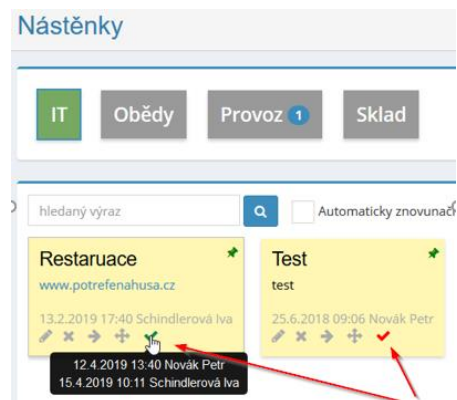 Nástěnky
IT Obědy Provoz 1 Sklad
hledaný výraz Automaticky
Restaruace Test
www.potrefenahusa.cz test
13.2.2019 17:40 Schindlerová Iva 25.6.2018 09:06 Novák Petr
12.4.2019 13:40 Novák Petr
15.4.2019 10:11 Schindlerová Iva